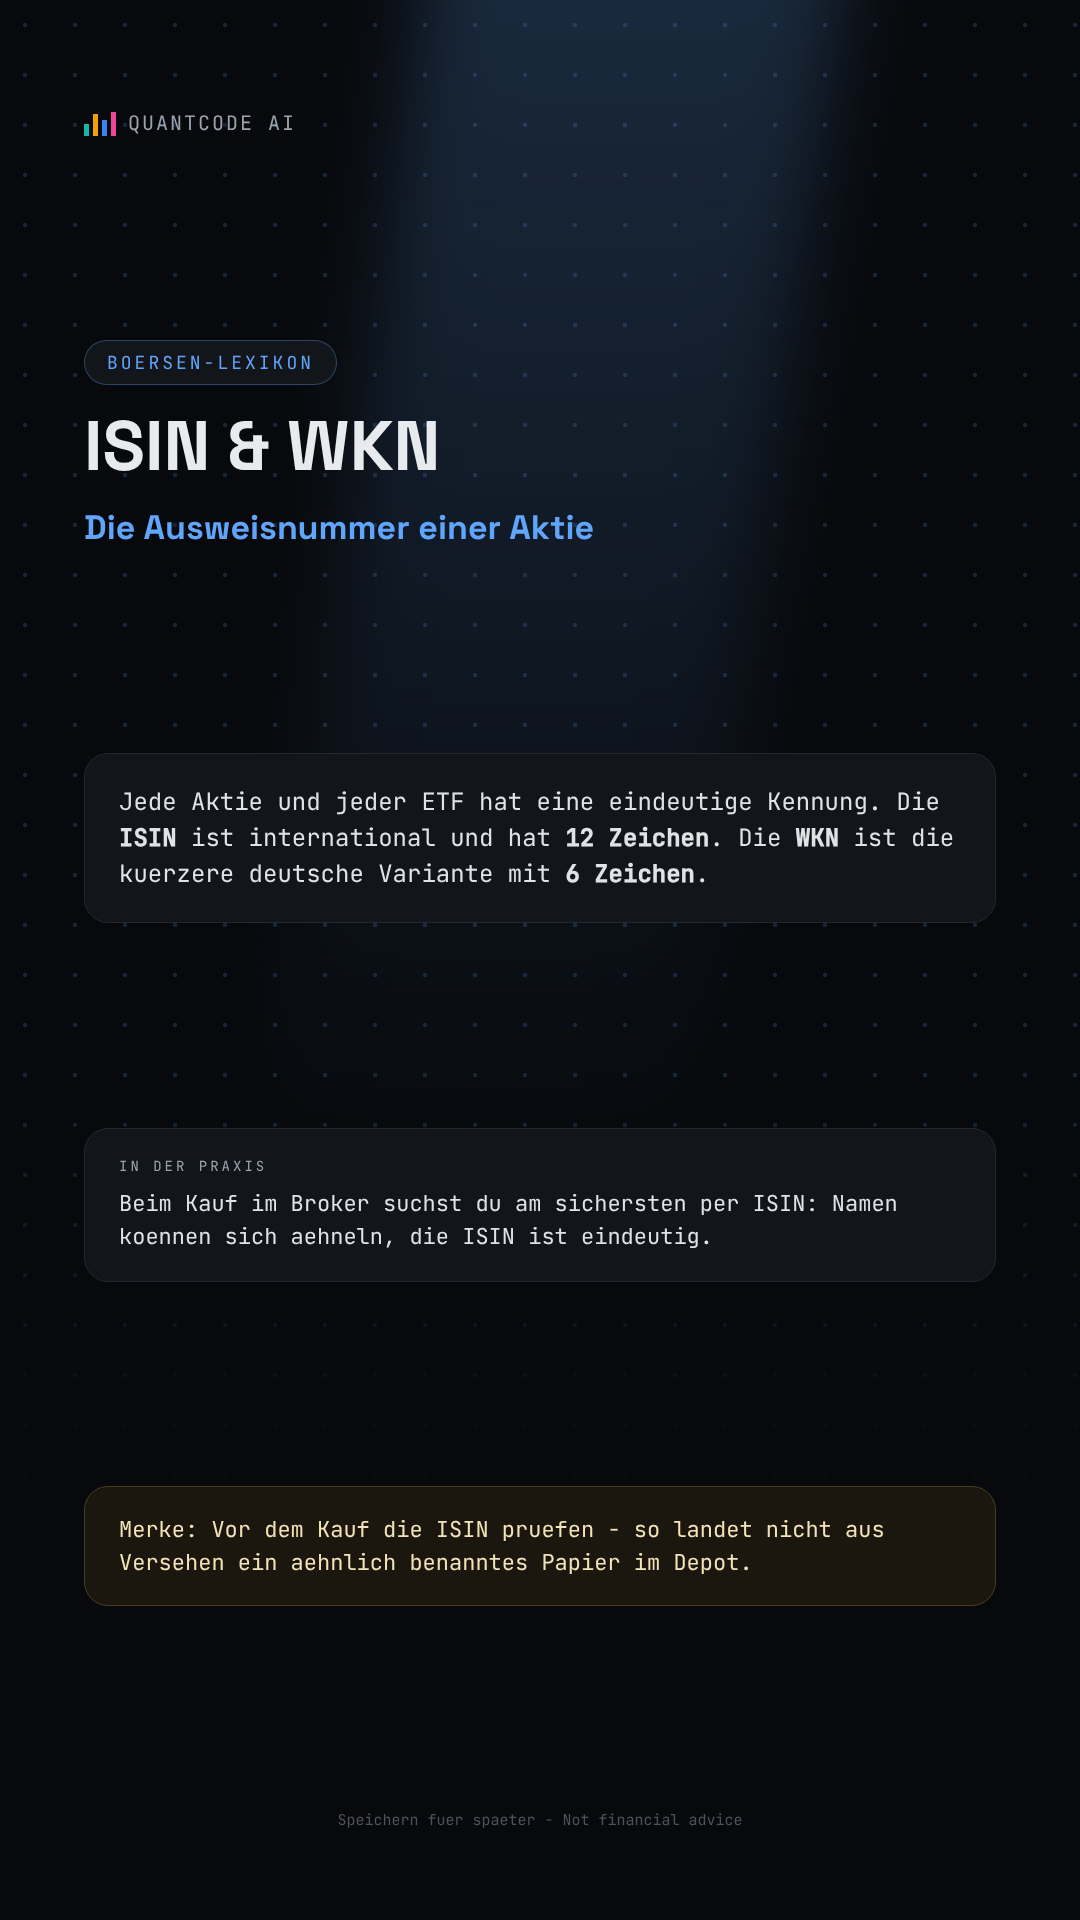 QUANTCODE AI
BOERSEN-LEXIKON
ISIN & WKN
Die Ausweisnummer einer Aktie
Jede Aktie und jeder ETF hat eine eindeutige Kennung. Die
ISIN ist international und hat 12 Zeichen. Die WKN ist die
kuerzere deutsche Variante mit 6 Zeichen.
IN DER PRAXIS
Beim Kauf im Broker suchst du am sichersten per ISIN: Namen
koennen sich aehneln, die ISIN ist eindeutig.
Merke: Vor dem Kauf die ISIN pruefen - so landet nicht aus
Versehen ein aehnlich benanntes Papier im Depot.
Speichern fuer spaeter - Not financial advice